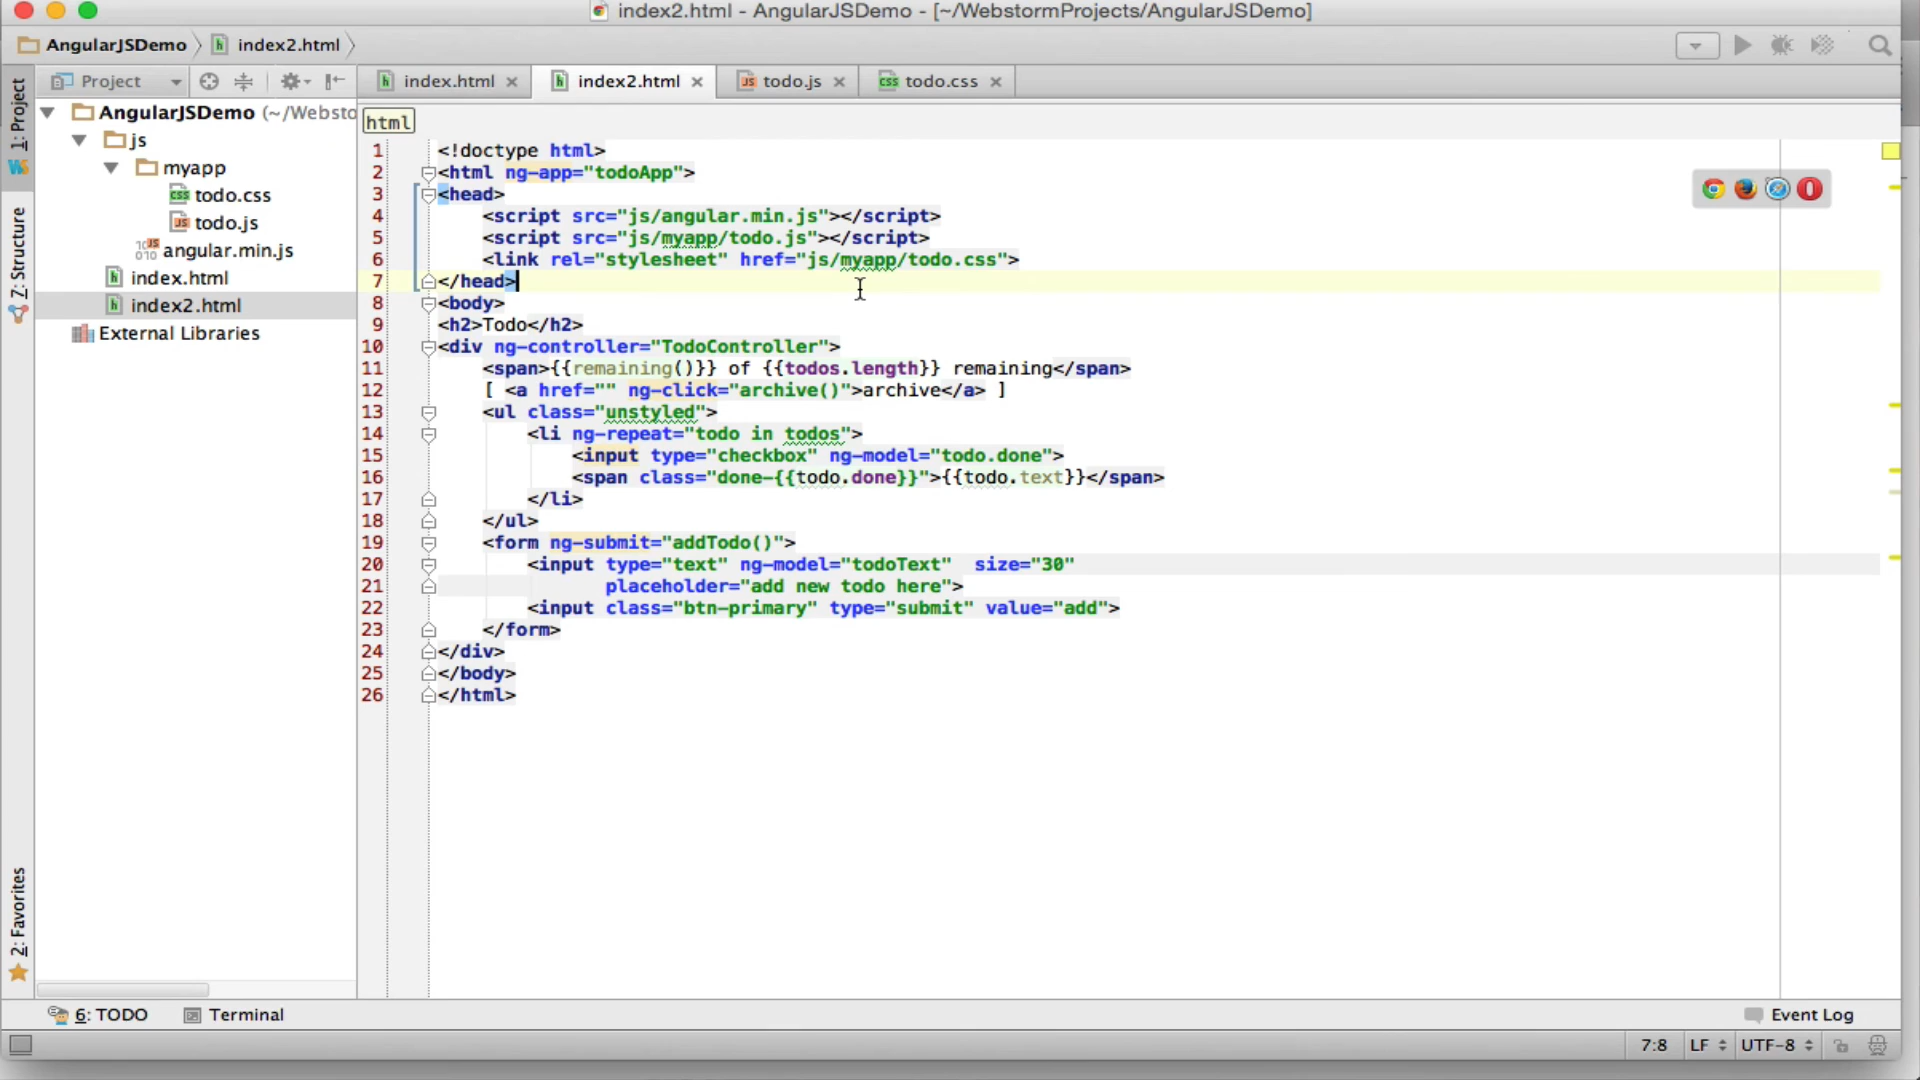 index2.html - AngularJSDemo - [~/WebstormProjects/AngularJSDemo]
AngularJSDemo index2.html
Project
index.html index2.html todo.js todo.css
1: Project
Z: Structure
2: Favorites
AngularJSDemo (~/Websto
js
myapp
todo.css
todo.js
angular.min.js
index.html
index2.html
External Libraries
html
1 <!doctype html>
2 <html ng-app="todoApp">
3 <head>
4 <script src="js/angular.min.js"></script>
5 <script src="js/myapp/todo.js"></script>
6 <link rel="stylesheet" href="js/myapp/todo.css">
7 </head>
8 <body>
9 <h2>Todo</h2>
10 <div ng-controller="TodoController">
11 <span>{{remaining()}} of {{todos.length}} remaining</span>
12 [ <a href="" ng-click="archive()">archive</a> ]
13 <ul class="unstyled">
14 <li ng-repeat="todo in todos">
15 <input type="checkbox" ng-model="todo.done">
16 <span class="done-{{todo.done}}">{{todo.text}}</span>
17 </li>
18 </ul>
19 <form ng-submit="addTodo()">
20 <input type="text" ng-model="todoText"  size="30"
21 placeholder="add new todo here">
22 <input class="btn-primary" type="submit" value="add">
23 </form>
24 </div>
25 </body>
26 </html>
6: TODO Terminal Event Log
7:8 LF UTF-8